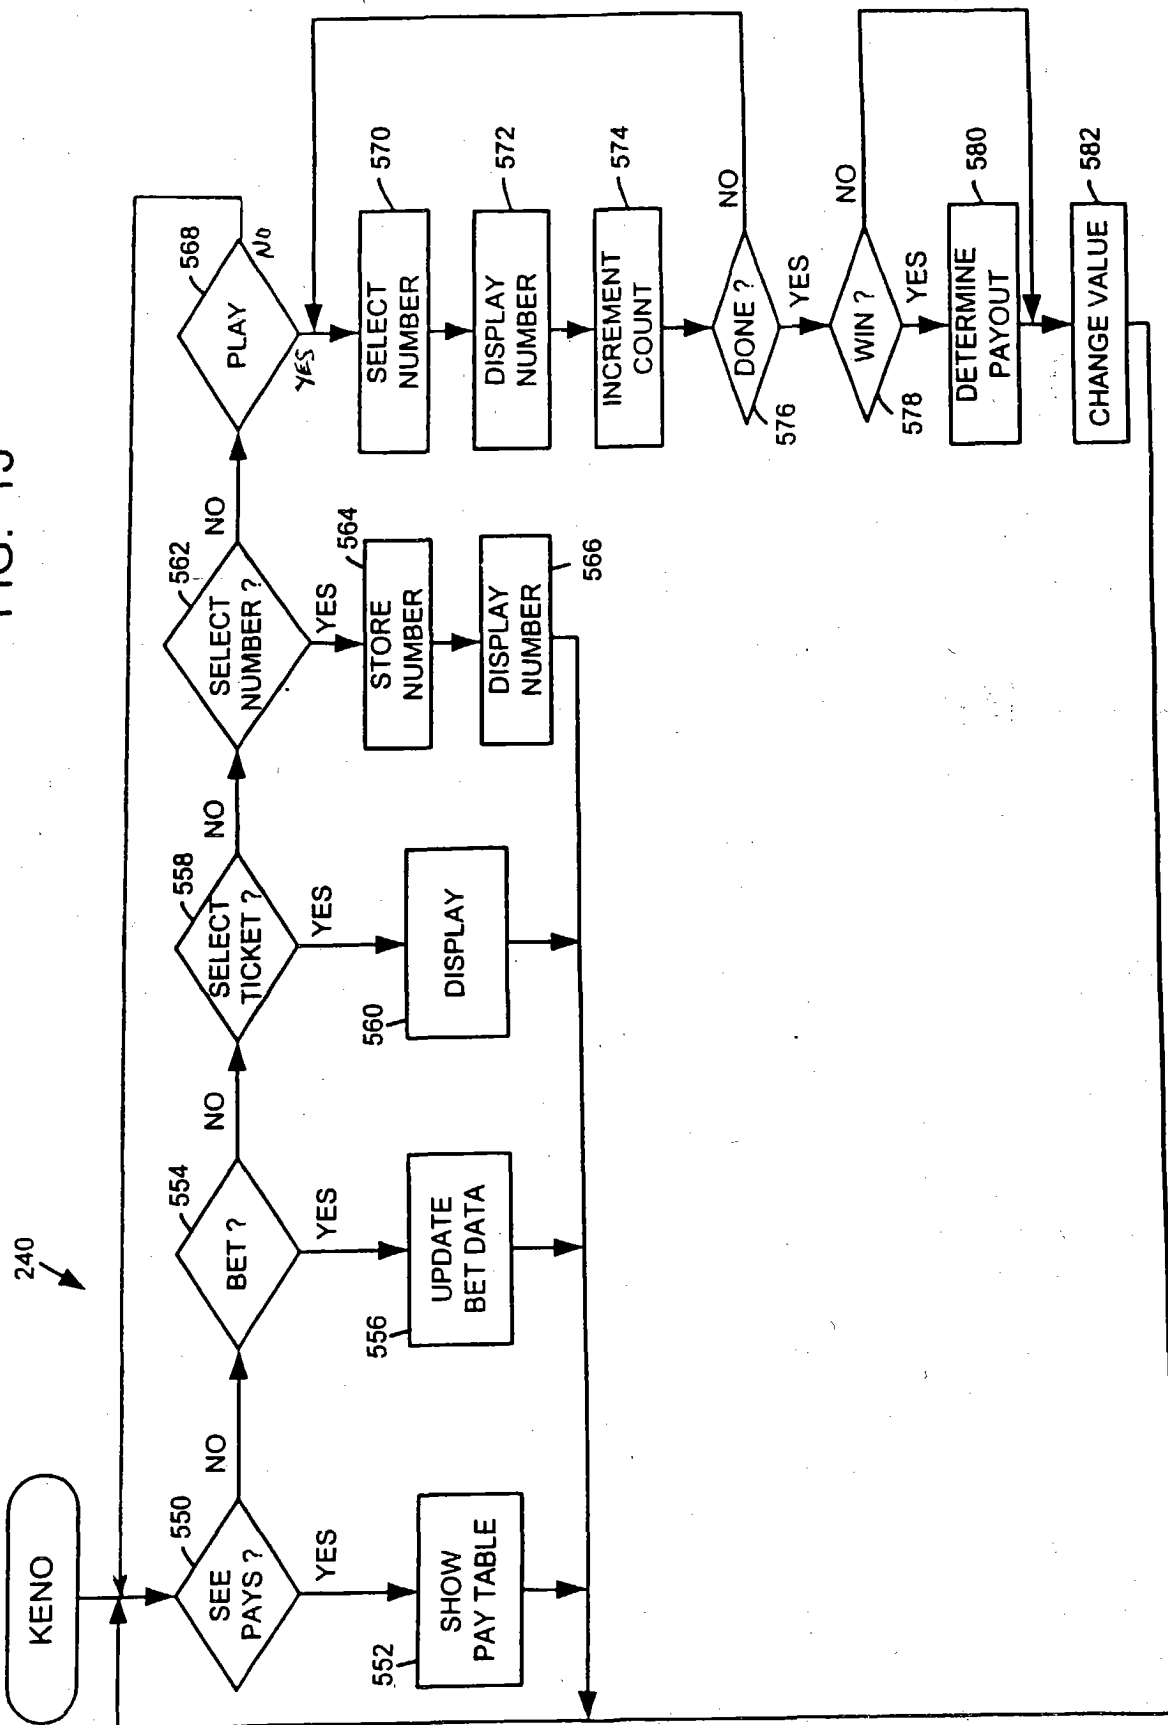 FIG.
240
KENO
SEE
PAYS ?
550
NO
YES
SHOW
PAY TABLE
552
BET ?
554
NO
YES
UPDATE
BET DATA
556
SELECT
TICKET ?
558
NO
YES
DISPLAY
560
SELECT
NUMBER ?
562
NO
YES
STORE
NUMBER
564
DISPLAY
NUMBER
566
PLAY
568
NO
YES
SELECT
NUMBER
570
DISPLAY
NUMBER
572
INCREMENT
COUNT
574
DONE ?
576
NO
YES
WIN ?
578
NO
YES
DETERMINE
PAYOUT
580
CHANGE VALUE
582